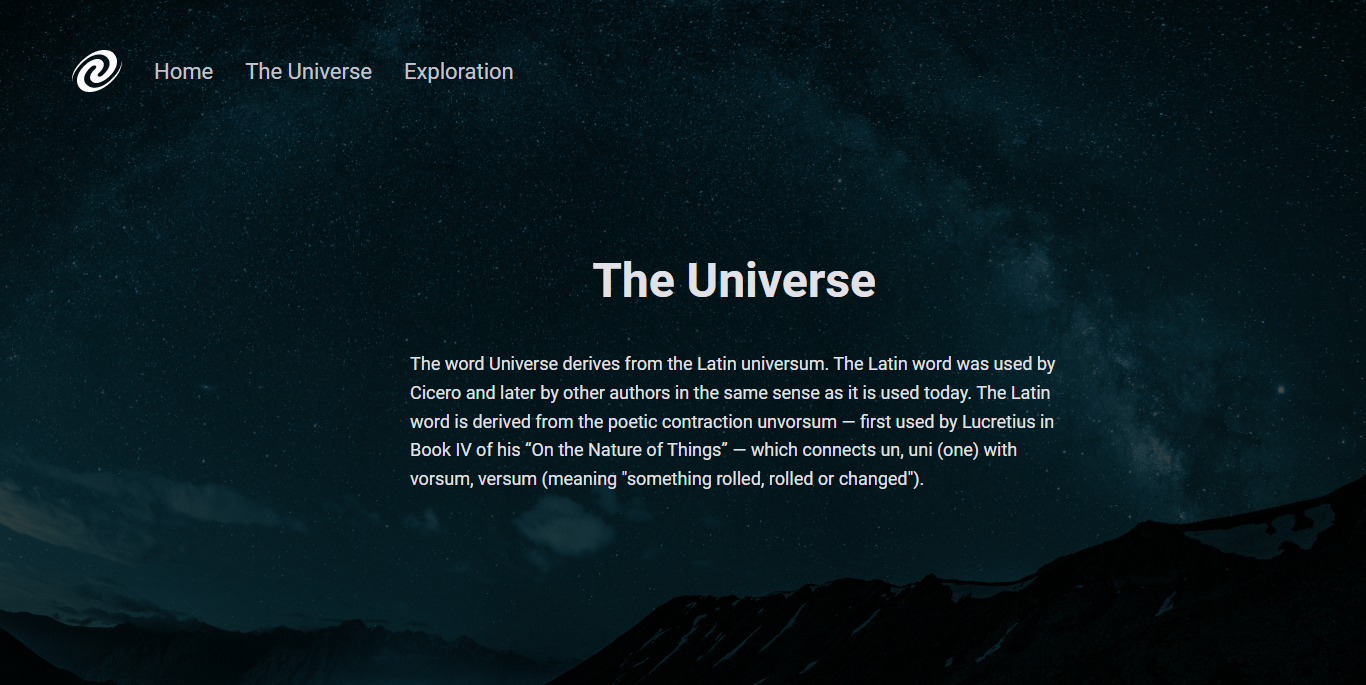 Home The Universe Exploration
The Universe
The word Universe derives from the Latin universum. The Latin word was used by
Cicero and later by other authors in the same sense as it is used today. The Latin
word is derived from the poetic contraction unvorsum — first used by Lucretius in
Book IV of his “On the Nature of Things” — which connects un, uni (one) with
vorsum, versum (meaning "something rolled, rolled or changed").